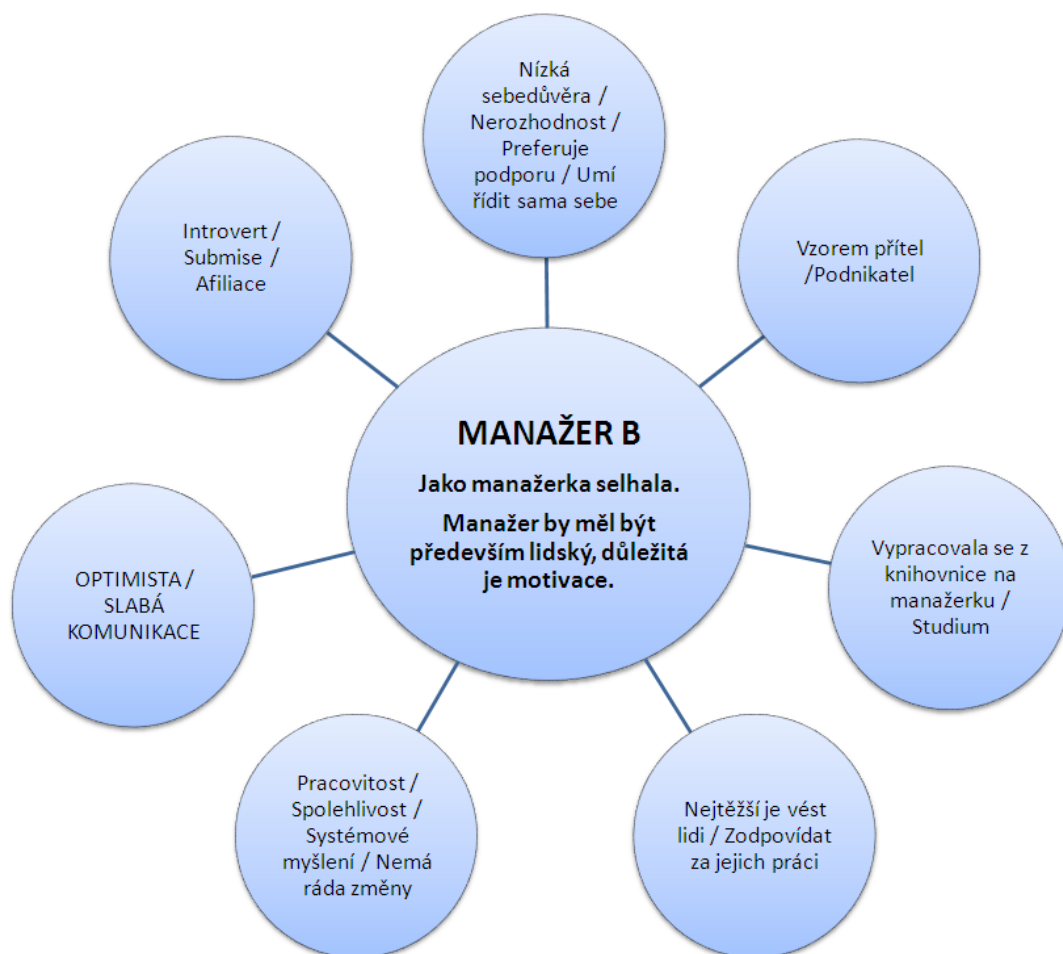 Nízká
sebedůvěra /
Nerozhodnost /
Preferuje
podporu / Umí
řídit sama sebe
Vzorem přítel
/Podnikatel
Vypracovala se z
knihovnice na
manažerku /
Studium
Nejtěžší je vést
lidi / Zodpovídat
za jejich práci
Pracovitost /
Spolehlivost /
Systémové
myšlení / Nemá
ráda změny
OPTIMISTA /
SLABÁ
KOMUNIKACE
Introvert /
Submise /
Afiliace
MANAŽER B
Jako manažerka selhala.
Manažer by měl být
především lidský, důležitá
je motivace.